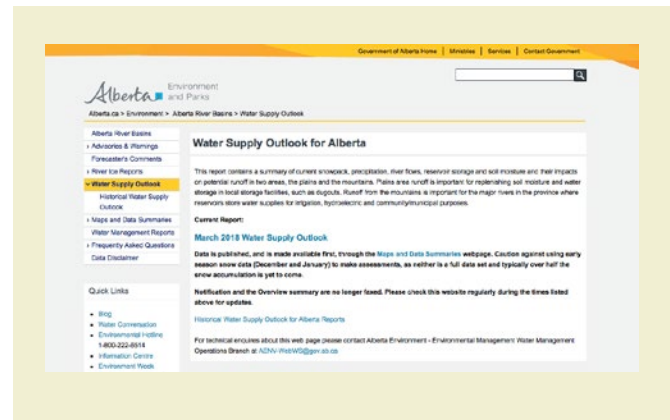 Government of Alberta Home | Ministries | Services | Contact Government
Alberta Environment and Parks
Alberta.ca > Environment > Alberta River Basins > Water Supply Outlook
Alberta River Basins
Advisories & Warnings
Forecaster's Comments
River Ice Reports
Water Supply Outlook
Historical Water Supply
Outlook
Maps and Data Summaries
Water Management Reports
Frequently Asked Questions
Data Disclaimer
Quick Links
Blog
Water Conversation
Environmental Hotline
1-800-222-6514
Information Centre
Environment Week
Water Supply Outlook for Alberta
This report contains a summary of current snowpack, precipitation, river flows, reservoir storage and soil moisture and their impacts
on potential runoff in two areas, the plains and the mountains. Plains area runoff is important for replenishing soil moisture and water
storage in local storage facilities, such as dugouts. Runoff from the mountains is important for the major rivers in the province where
reservoirs store water supplies for irrigation, hydroelectric and community/municipal purposes.
Current Report:
March 2018 Water Supply Outlook
Data is published, and is made available first, through the Maps and Data Summaries webpage. Caution against using early
season snow data (December and January) to make assessments, as neither is a full data set and typically over half the
snow accumulation is yet to come.
Notification and the Overview summary are no longer faxed. Please check this website regularly during the times listed
above for updates.
Historical Water Supply Outlook for Alberta Reports
For technical enquires about this web page please contact Alberta Environment - Environmental Management Water Management
Operations Branch at AENV-WebWS@gov.ab.ca